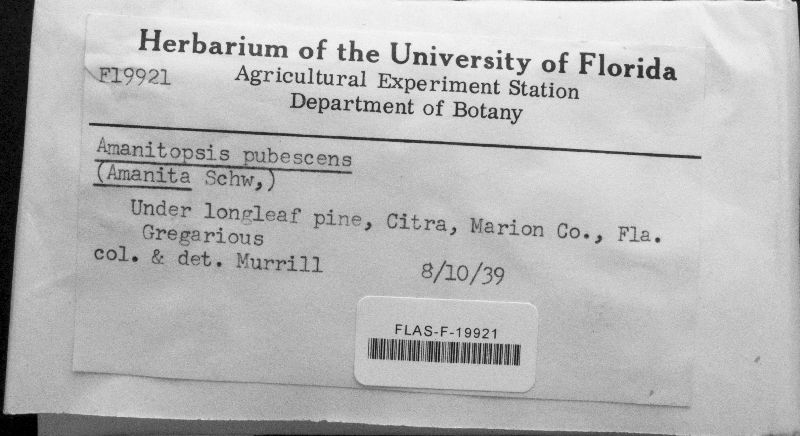 Herbarium of the University of Florida
F19921
Agricultural Experiment Station
Department of Botany
Amanitopsis pubescens
(Amanita Schw,)
Under longleaf pine, Citra, Marion Co., Fla.
Gregarious
col. & det. Murrill 8/10/39
FLAS-F-19921